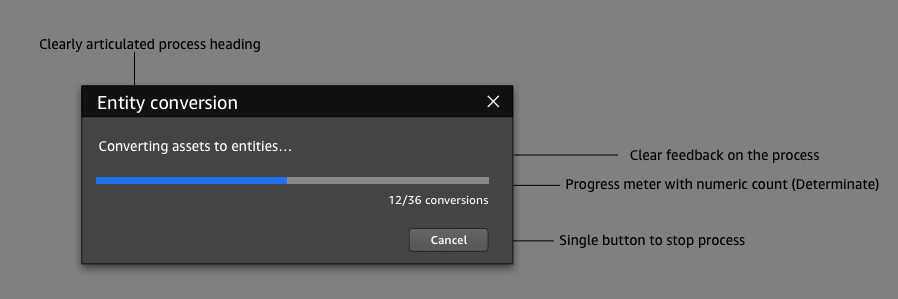 Clearly articulated process heading
Entity conversion
Converting assets to entities...
Clear feedback on the process
Progress meter with numeric count (Determinate)
12/36 conversions
Cancel
Single button to stop process